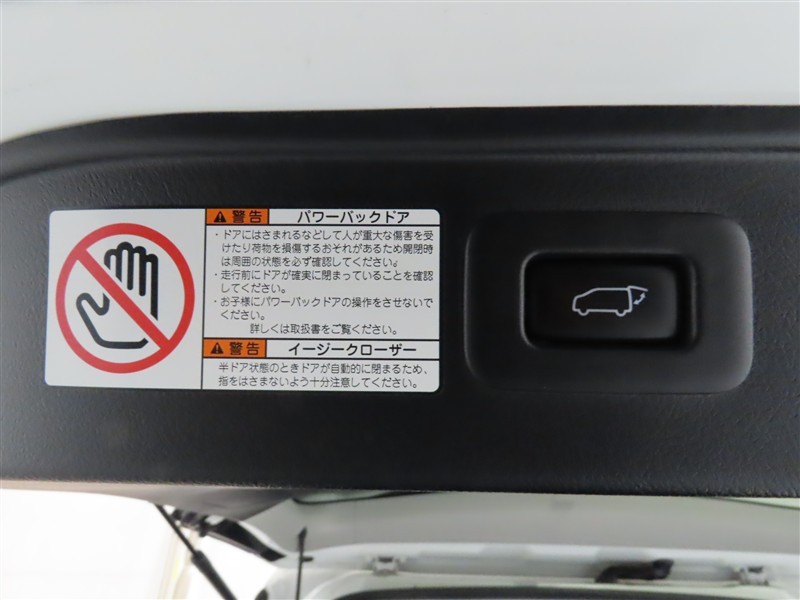 警告 パワーバックドア
・ドアにはさまれるなどして人が重大な傷害を受
けたり荷物を損傷するおそれがあるため開閉時
は周囲の状態を必ず確認してください。
・走行前にドアが確実に閉まっていることを確認
してください。
・お子様にパワーバックドアの操作をさせないで
ください。
詳しくは取扱書をご覧ください。
警告 イージークローザー
半ドア状態のときドアが自動的に閉まるため、
指をはさまないよう十分注意してください。